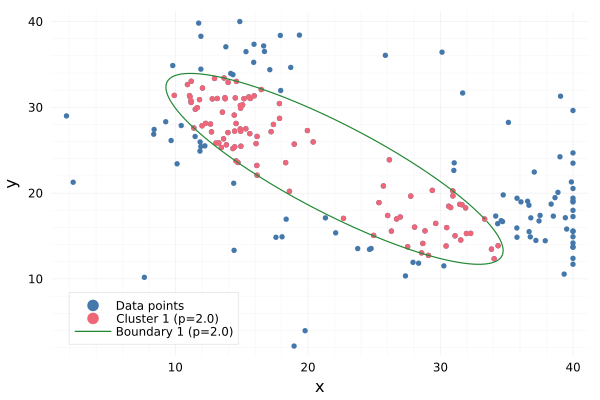 40
30
20
10
y
Data points
Cluster 1 (p=2.0)
Boundary 1 (p=2.0)
10 20 30 40
x